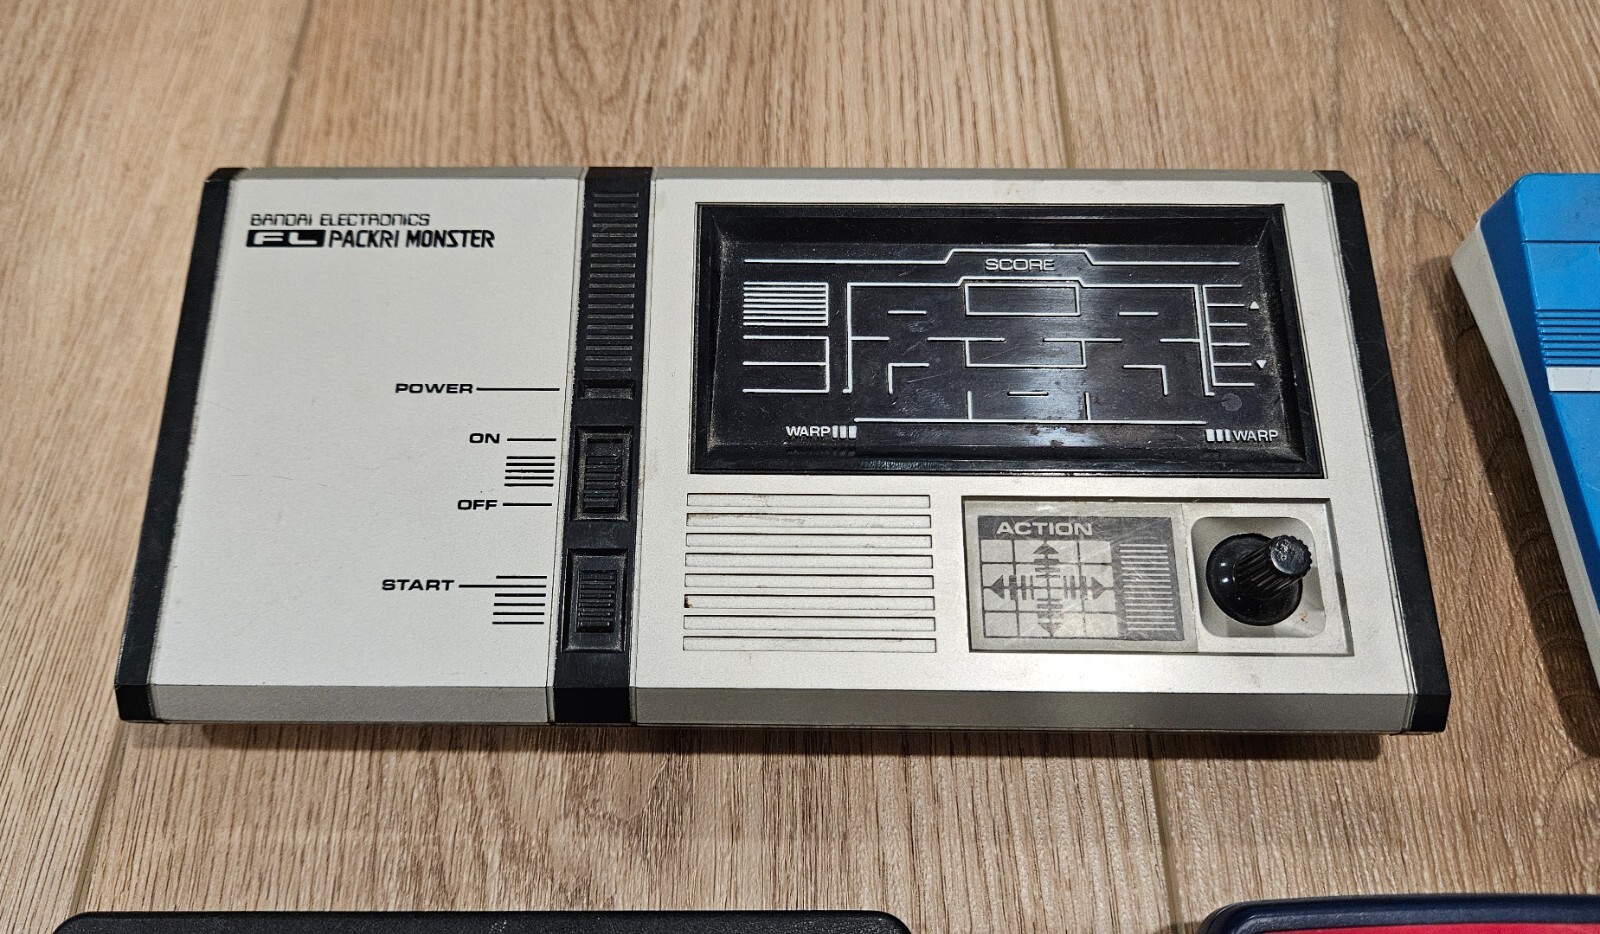 BANDAI ELECTRONICS
FL PACKRI MONSTER
POWER
ON
OFF
START
SCORE
WARP
WARP
ACTION